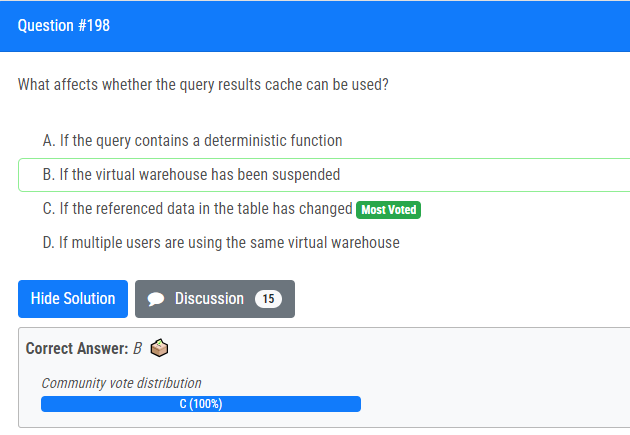 Question #198
What affects whether the query results cache can be used?
A. If the query contains a deterministic function
B. If the virtual warehouse has been suspended
C. If the referenced data in the table has changed Most Voted
D. If multiple users are using the same virtual warehouse
Hide Solution Discussion 15
Correct Answer: B
Community vote distribution
C (100%)